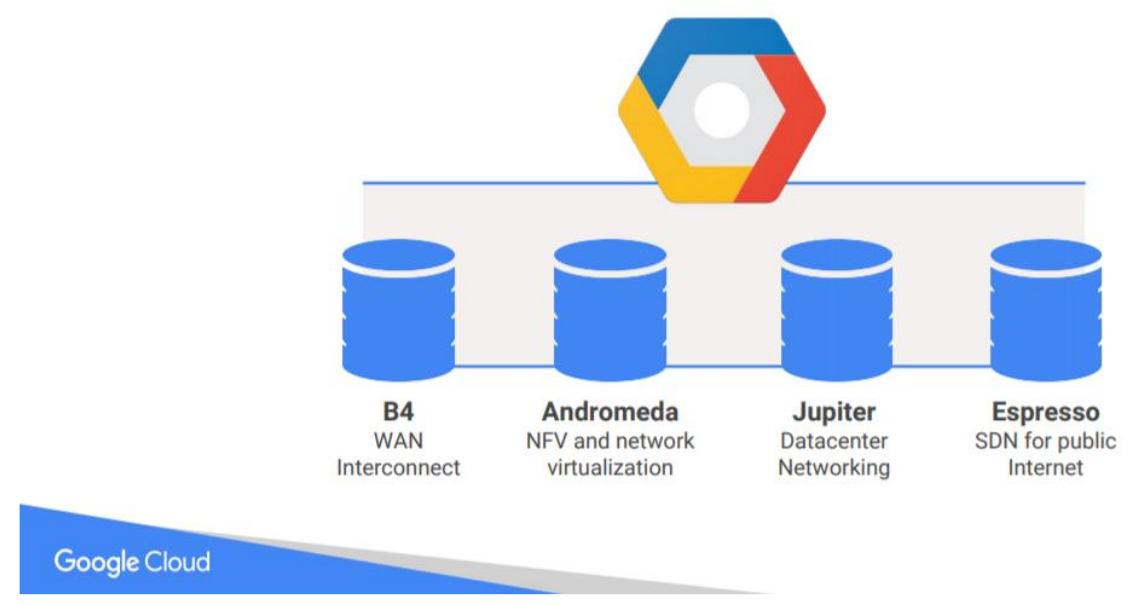 B4
WAN
Interconnect
Andromeda
NFV and network
virtualization
Jupiter
Datacenter
Networking
Espresso
SDN for public
Internet
Google Cloud